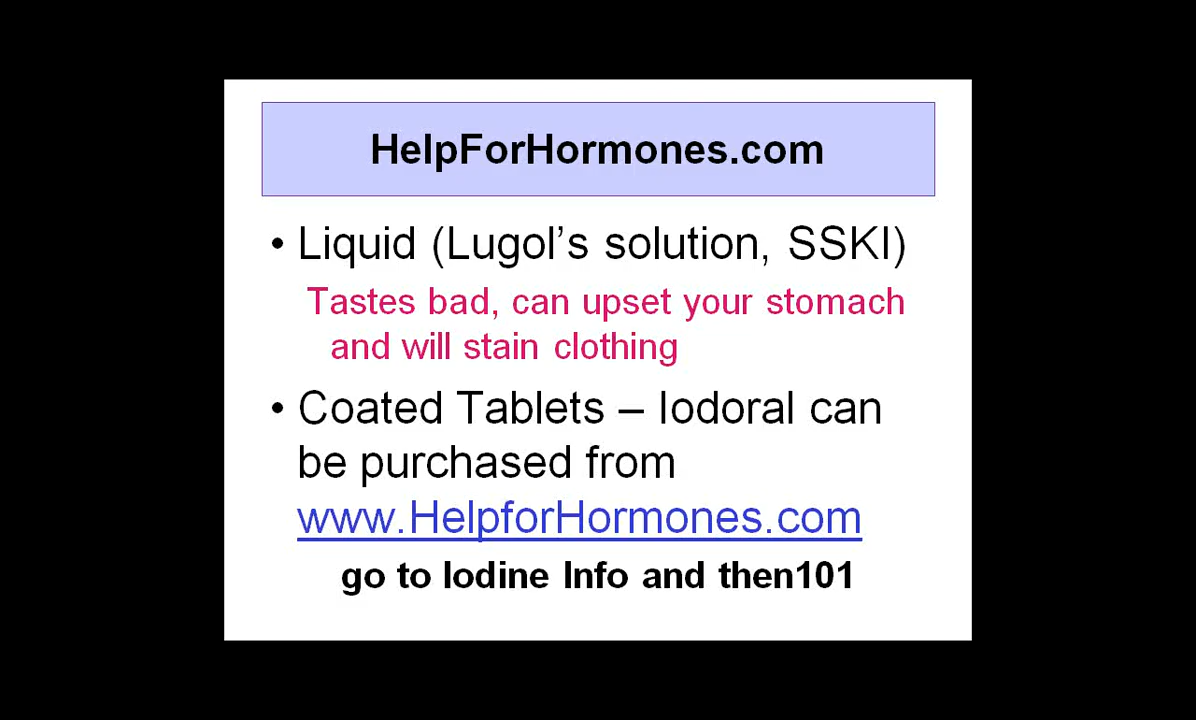 HelpForHormones.com
• Liquid (Lugol's solution, SSKI)
Tastes bad, can upset your stomach
and will stain clothing
• Coated Tablets – Iodoral can
be purchased from
www.HelpforHormones.com
go to Iodine Info and then101